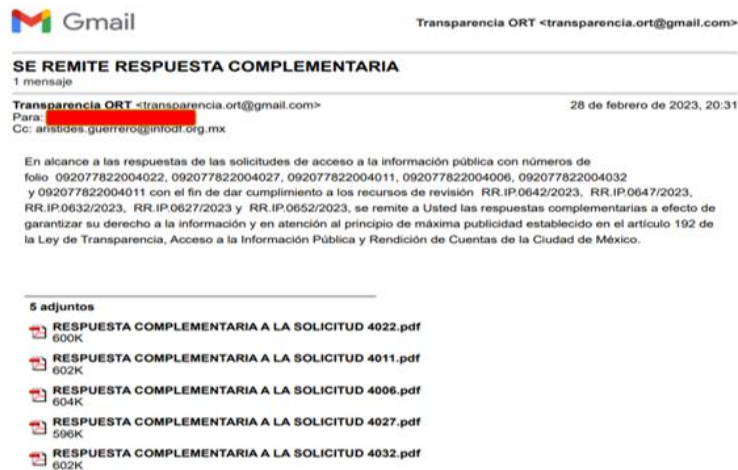 Gmail
Transparencia ORT <transparencia.ort@gmail.com>
SE REMITE RESPUESTA COMPLEMENTARIA
1 mensaje
Transparencia ORT <transparencia.ort@gmail.com>
28 de febrero de 2023, 20:31
Para:
Cc: aristides.guerrero@infodf.org.mx
En alcance a las respuestas de las solicitudes de acceso a la información pública con números de
folio 092077822004022, 092077822004027, 092077822004011, 092077822004006, 092077822004032
y 092077822004011 con el fin de dar cumplimiento a los recursos de revisión RR.IP.0642/2023, RR.IP.0647/2023,
RR.IP.0632/2023, RR.IP.0627/2023 y RR.IP.0652/2023, se remite a Usted las respuestas complementarias a efecto de
garantizar su derecho a la información y en atención al principio de máxima publicidad establecido en el artículo 192 de
la Ley de Transparencia, Acceso a la Información Pública y Rendición de Cuentas de la Ciudad de México.
5 adjuntos
RESPUESTA COMPLEMENTARIA A LA SOLICITUD 4022.pdf
600K
RESPUESTA COMPLEMENTARIA A LA SOLICITUD 4011.pdf
602K
RESPUESTA COMPLEMENTARIA A LA SOLICITUD 4006.pdf
604K
RESPUESTA COMPLEMENTARIA A LA SOLICITUD 4027.pdf
596K
RESPUESTA COMPLEMENTARIA A LA SOLICITUD 4032.pdf
602K